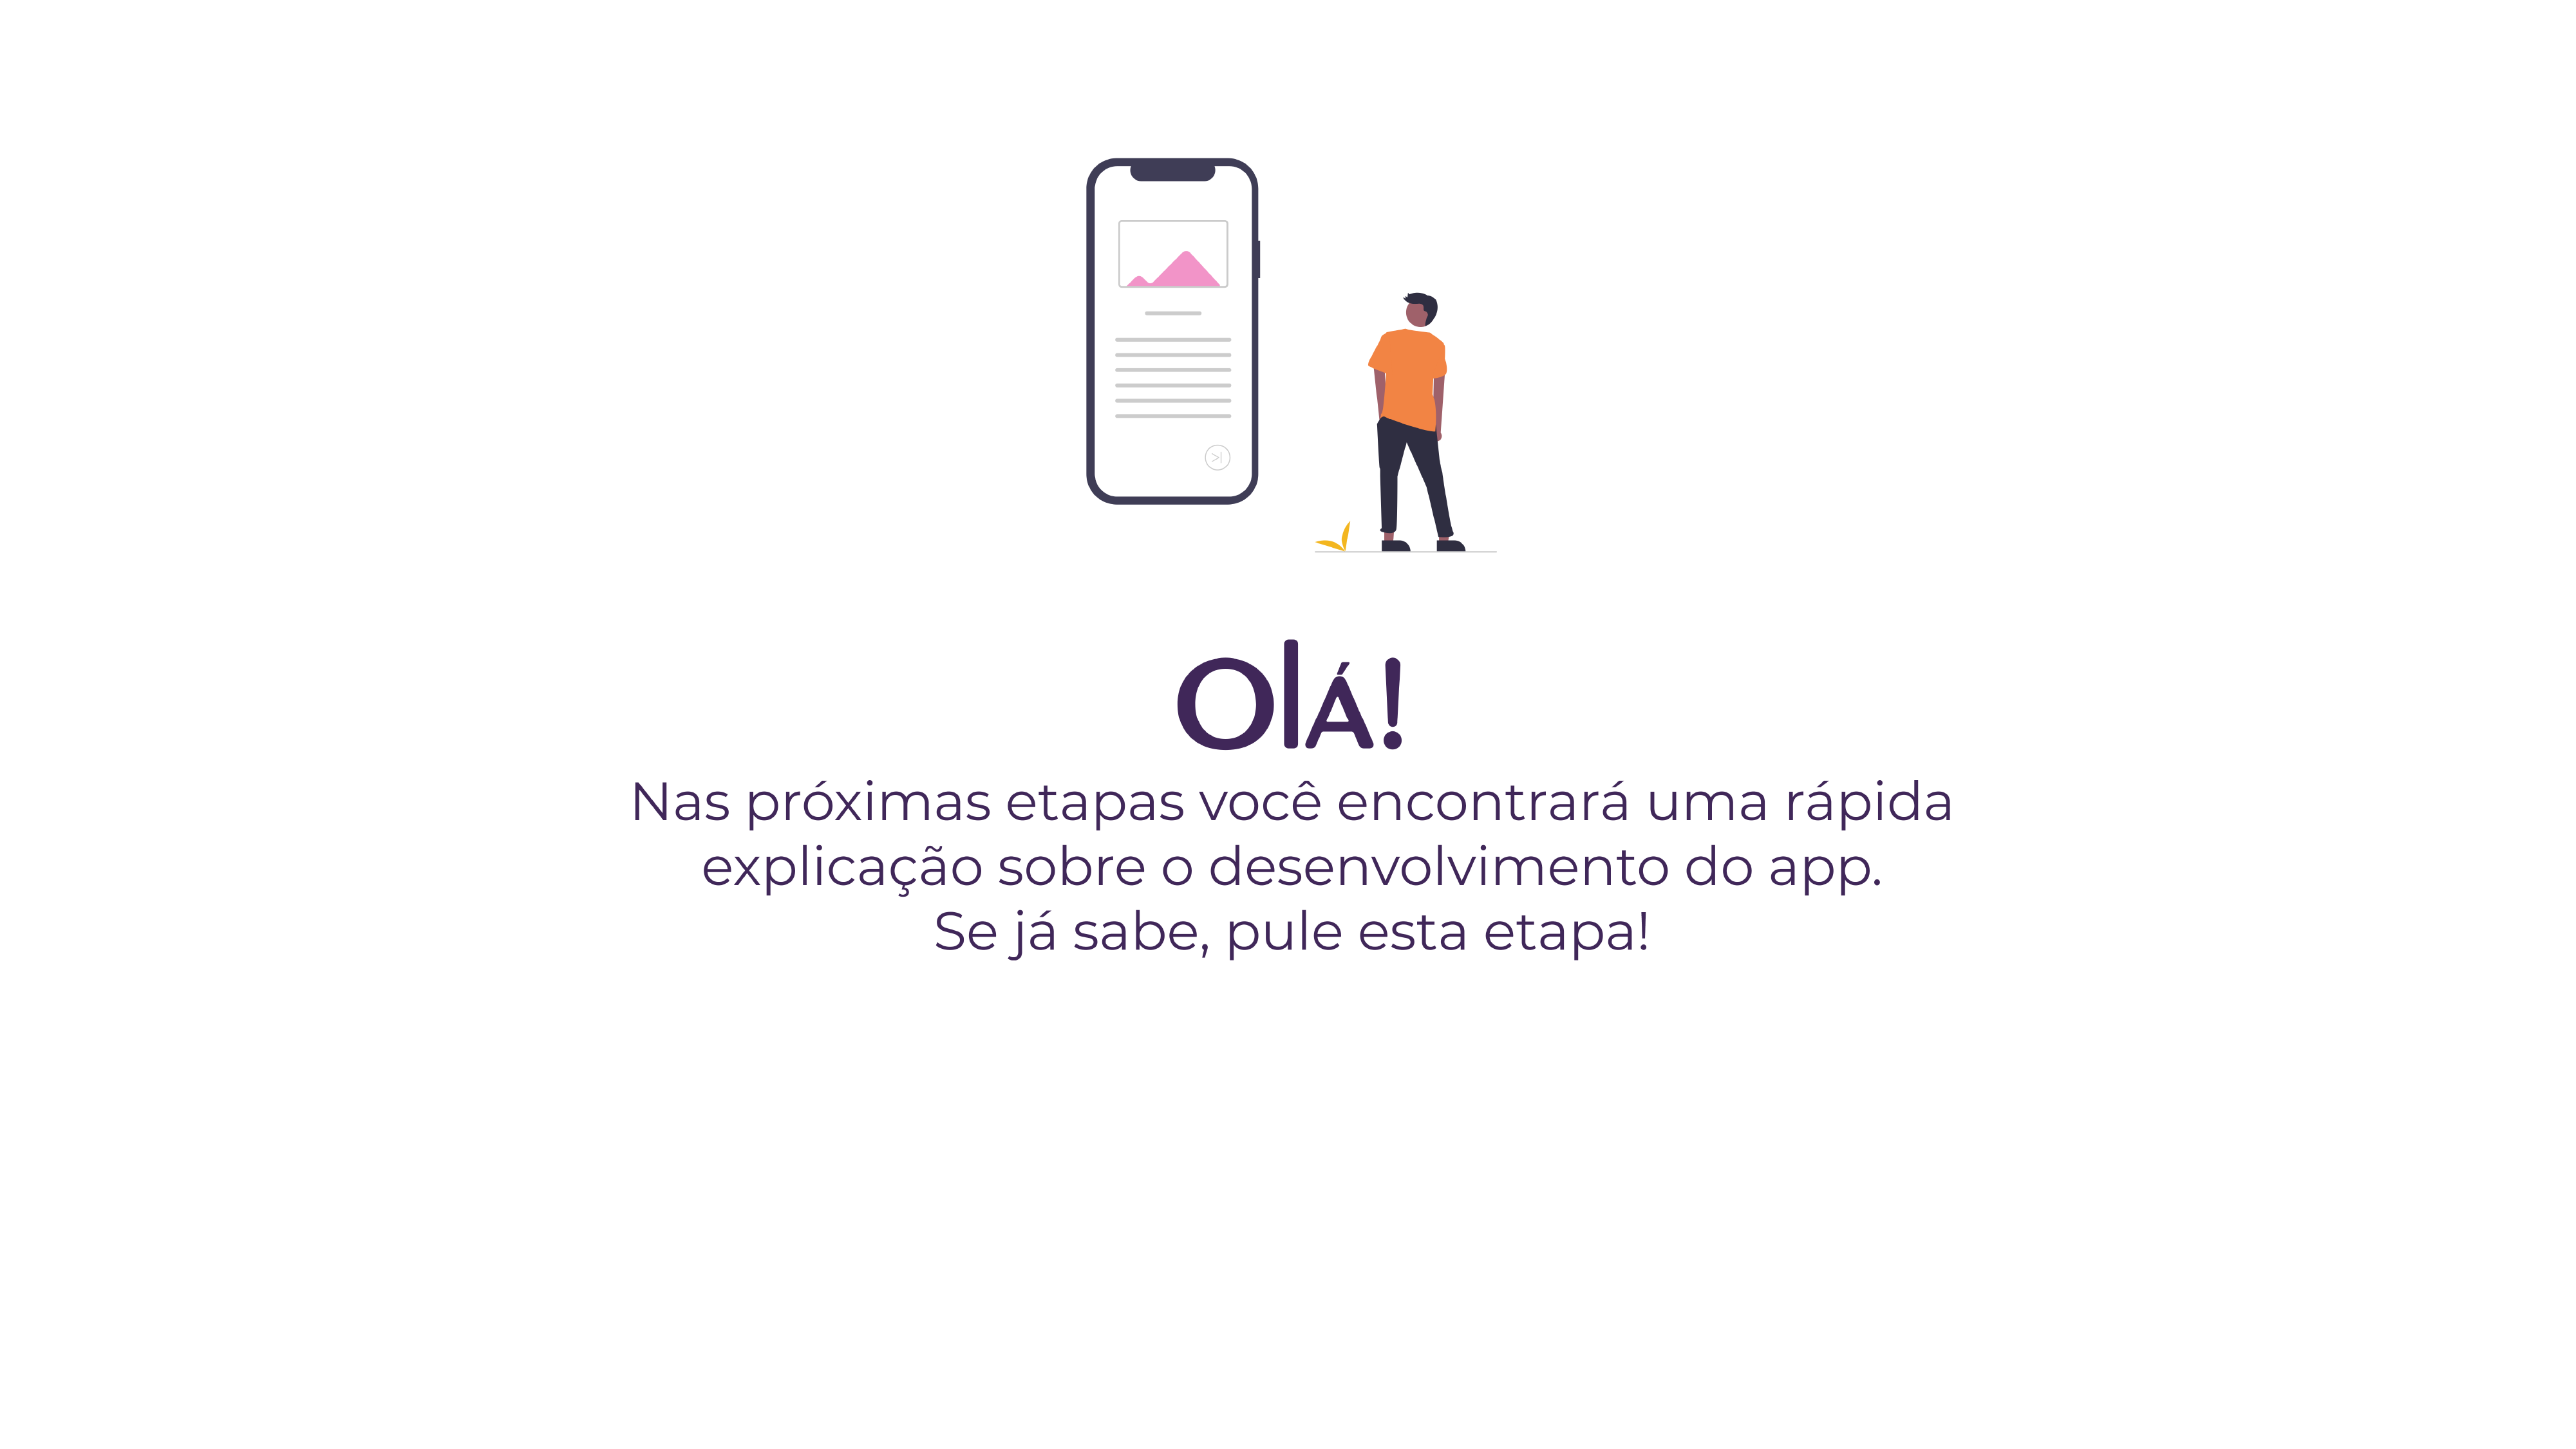 Olá!
Nas próximas etapas você encontrará uma rápida
explicação sobre o desenvolvimento do app.
Se já sabe, pule esta etapa!